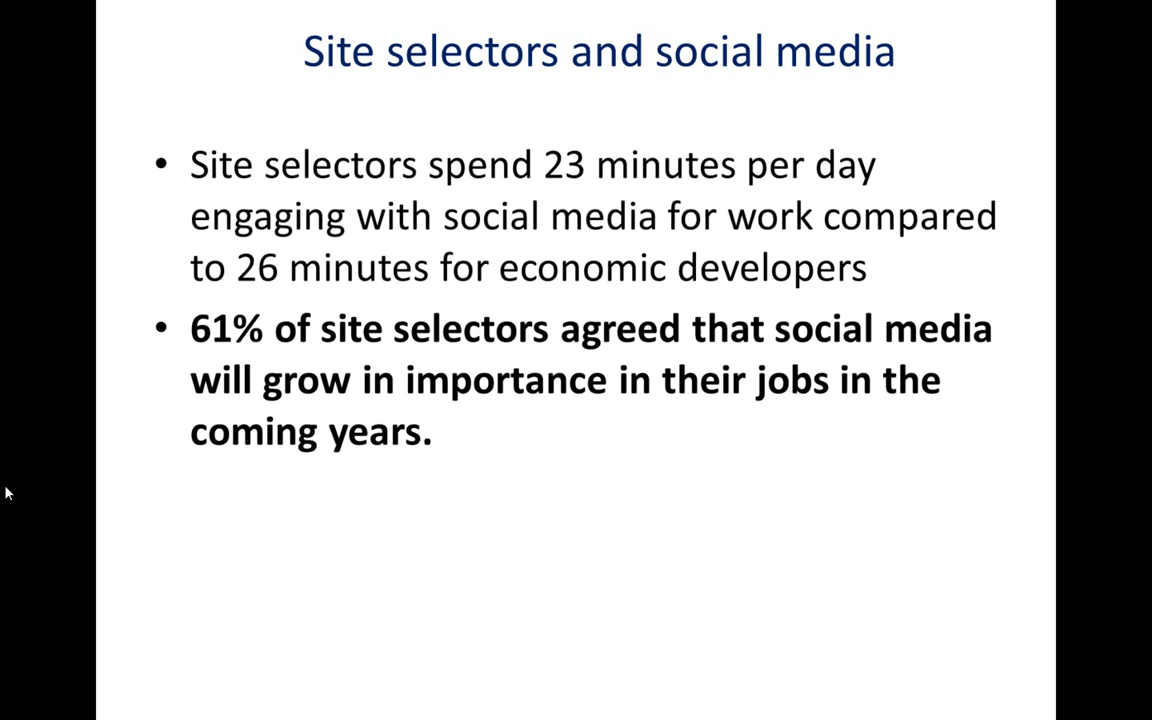 Site selectors and social media
• Site selectors spend 23 minutes per day
engaging with social media for work compared
to 26 minutes for economic developers
• 61% of site selectors agreed that social media
will grow in importance in their jobs in the
coming years.